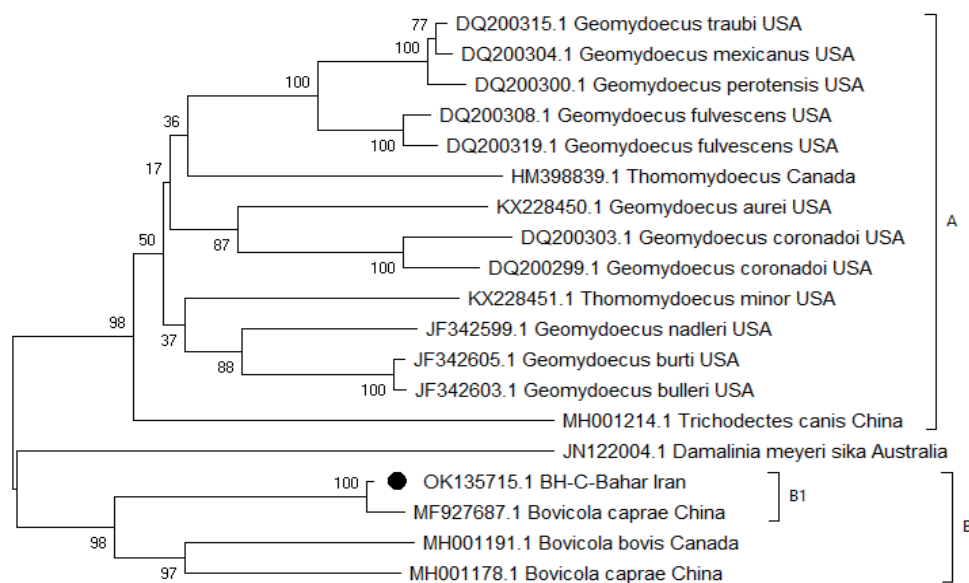 77
DQ200315.1 Geomydoecus traubi USA
100
DQ200304.1 Geomydoecus mexicanus USA
100
DQ200300.1 Geomydoecus perotensis USA
36
DQ200308.1 Geomydoecus fulvescens USA
100
DQ200319.1 Geomydoecus fulvescens USA
17
HM398839.1 Thomomydoecus Canada
KX228450.1 Geomydoecus aurei USA
A
50
87
DQ200303.1 Geomydoecus coronadoi USA
100
DQ200299.1 Geomydoecus coronadoi USA
KX228451.1 Thomomydoecus minor USA
98
37
JF342599.1 Geomydoecus nadleri USA
88
JF342605.1 Geomydoecus burti USA
100
JF342603.1 Geomydoecus bulleri USA
MH001214.1 Trichodectes canis China
JN122004.1 Damalinia meyeri sika Australia
100
OK135715.1 BH-C-Bahar Iran
B1
MF927687.1 Bovicola caprae China
98
MH001191.1 Bovicola bovis Canada
97
MH001178.1 Bovicola caprae China